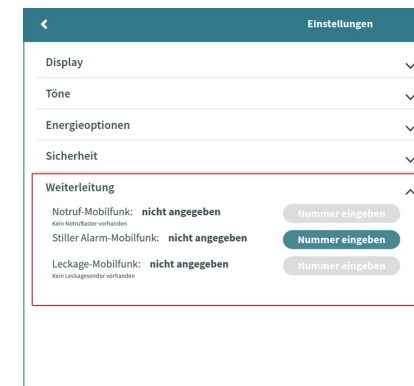 Einstellungen
Display
Töne
Energieoptionen
Sicherheit
Weiterleitung
Notruf-Mobilfunk: nicht angegeben Nummer eingeben
Kein Notruftaster vorhanden
Stiller Alarm-Mobilfunk: nicht angegeben Nummer eingeben
Leckage-Mobilfunk: nicht angegeben Nummer eingeben
Kein Leckagesendor vorhanden